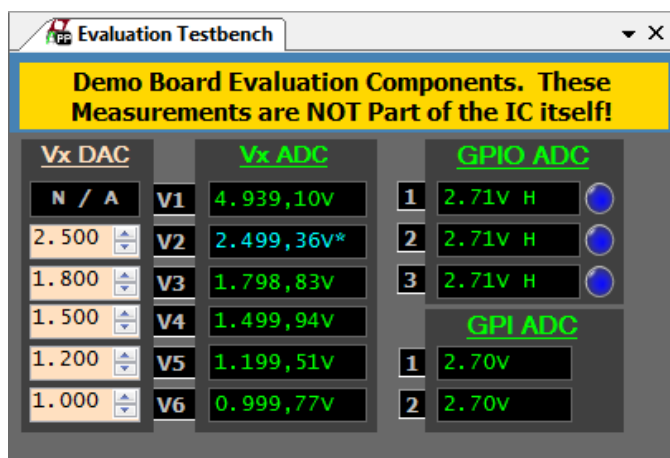 Evaluation Testbench
Demo Board Evaluation Components. These
Measurements are NOT Part of the IC itself!
Vx DAC Vx ADC GPIO ADC
N / A V1 4.939,10V 1 2.71V H
2.500 V2 2.499,36V* 2 2.71V H
1.800 V3 1.798,83V 3 2.71V H
1.500 V4 1.499,94V GPI ADC
1.200 V5 1.199,51V 1 2.70V
1.000 V6 0.999,77V 2 2.70V